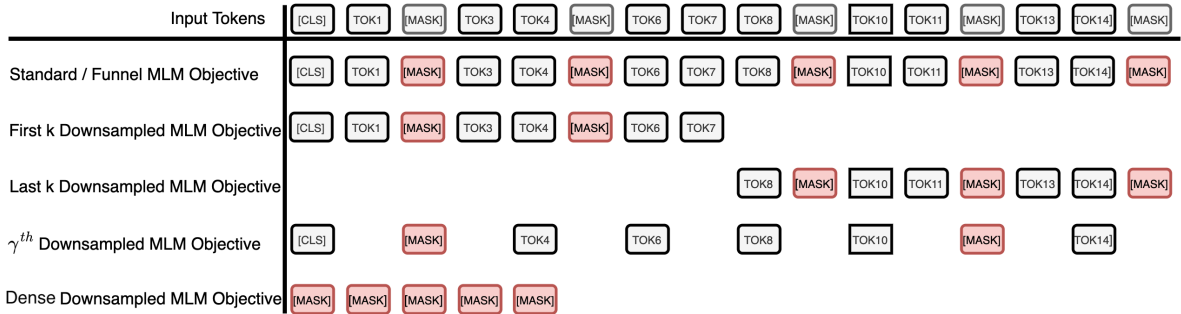 Input Tokens [CLS] TOK1 [MASK] TOK3 TOK4 [MASK] TOK6 TOK7 TOK8 [MASK] TOK10 TOK11 [MASK] TOK13 TOK14] [MASK]
Standard / Funnel MLM Objective [CLS] TOK1 [MASK] TOK3 TOK4 [MASK] TOK6 TOK7 TOK8 [MASK] TOK10 TOK11 [MASK] TOK13 TOK14] [MASK]
First k Downsampled MLM Objective [CLS] TOK1 [MASK] TOK3 TOK4 [MASK] TOK6 TOK7
Last k Downsampled MLM Objective TOK8 [MASK] TOK10 TOK11 [MASK] TOK13 TOK14] [MASK]
γ^{th} Downsampled MLM Objective [CLS] [MASK] TOK4 TOK6 TOK8 TOK10 [MASK] TOK14]
Dense Downsampled MLM Objective [MASK] [MASK] [MASK] [MASK] [MASK]